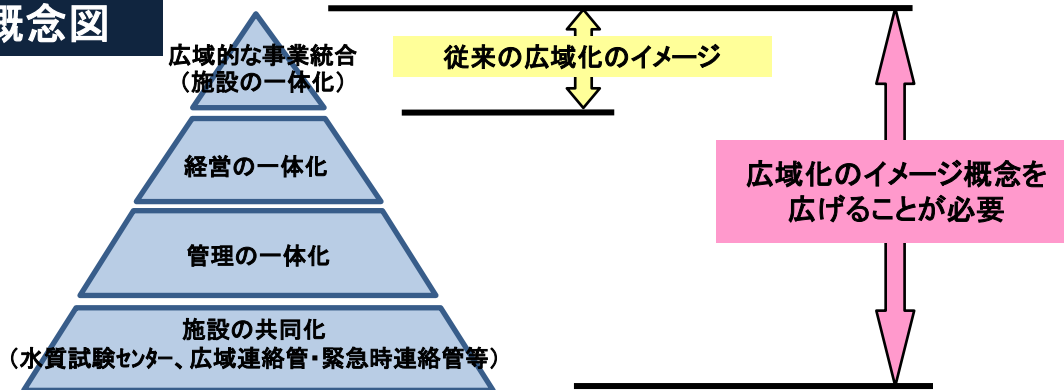 概念図
広域的な事業統合
（施設の一体化）
従来の広域化のイメージ
経営の一体化
広域化のイメージ概念を
広げることが必要
管理の一体化
施設の共同化
（水質試験センター、広域連絡管・緊急時連絡管等）